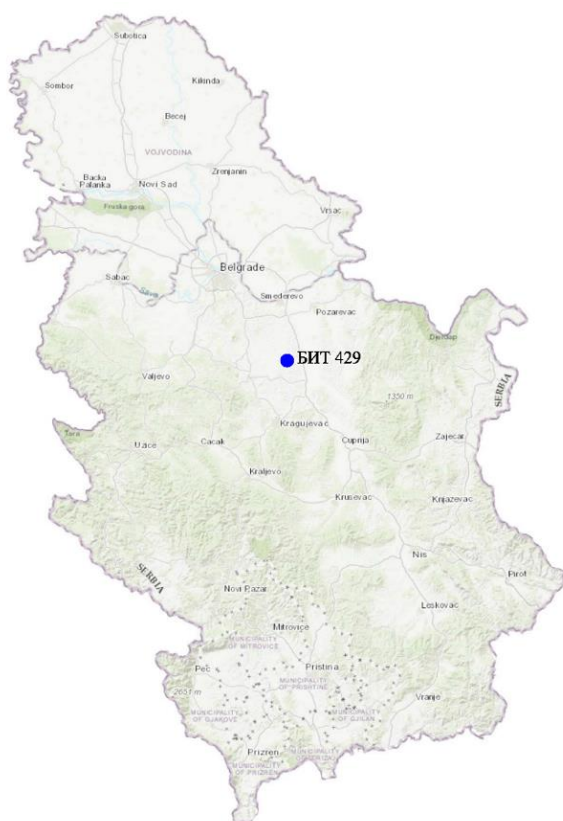 Subotica
Sombor
Kikinda
Becej
VOJVODINA
Zrenjanin
Backa
Palanka
Novi Sad
Fruska gora
Vrsac
Belgrade
Sabac
Sava
Smederevo
Pozarevac
Djerdap
БИТ 429
SERBIA
Valjevo
1350 m
Kragujevac
Tara
Uzice
Cacak
Cuprija
Zajecar
Kraljevo
Krusevac
Knjazevac
Nis
SERBIA
Pirot
Novi Pazar
Leskovac
Mitrovice
MUNICIPALITY
OF MITROVICE
Pec
Pristina
MUNICIPALITY
OF PRISHTINE
Vranje
MUNICIPALITY
OF GJAKOVE
MUNICIPALITY
OF GJILAN
Prizren
MUNICIPALITY
MUNICIPALITY
OF PRIZREN